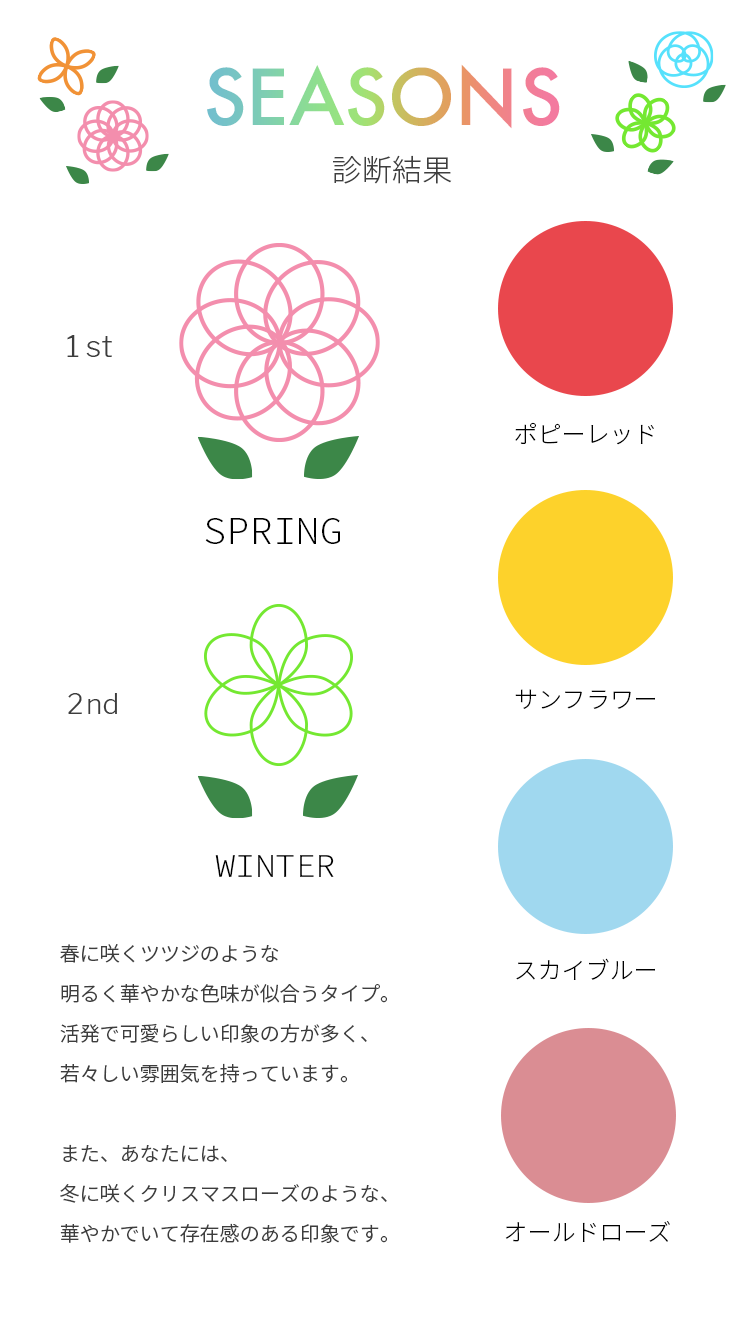 SEASONS
診断結果
1st
SPRING
2nd
WINTER
ポピーレッド
サンフラワー
スカイブルー
オールドローズ
春に咲くツツジのような
明るく華やかな色味が似合うタイプ。
活発で可愛らしい印象の方が多く、
若々しい雰囲気を持っています。
また、あなたには、
冬に咲くクリスマスローズのような、
華やかでいて存在感のある印象です。